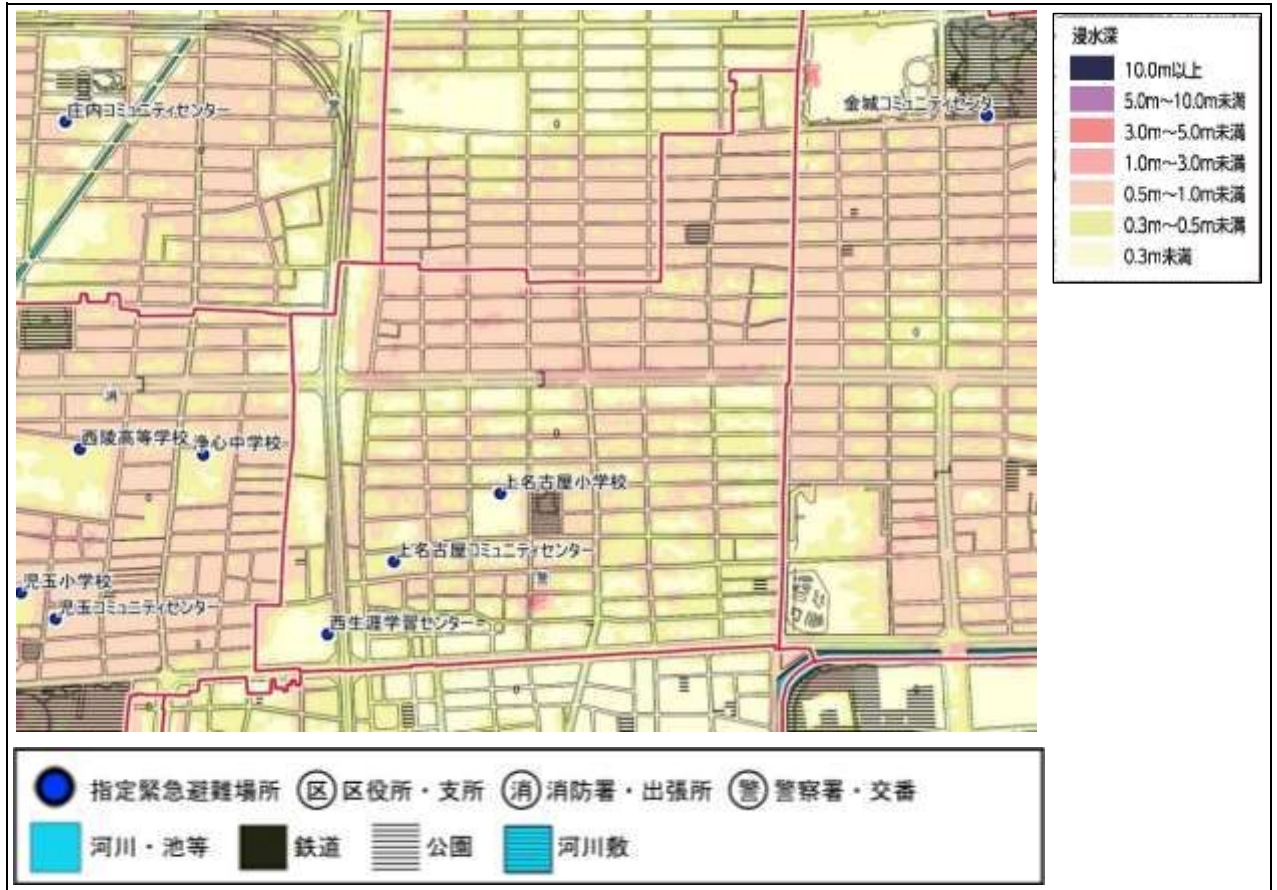 浸水深
10.0m以上
5.0m～10.0m未満
3.0m～5.0m未満
1.0m～3.0m未満
0.5m～1.0m未満
0.3m～0.5m未満
0.3m未満
庄内コミュニティセンター
金城コミュニティセンタ
消
西陵高等学校
浄心中学校
上名古屋小学校
上名古屋コミュニティセンター
警
児玉小学校
児玉コミュニティセンター
西生涯学習センター
指定緊急避難場所 区 区役所・支所 消 消防署・出張所 警 警察署・交番
河川・池等 鉄道 公園 河川敷